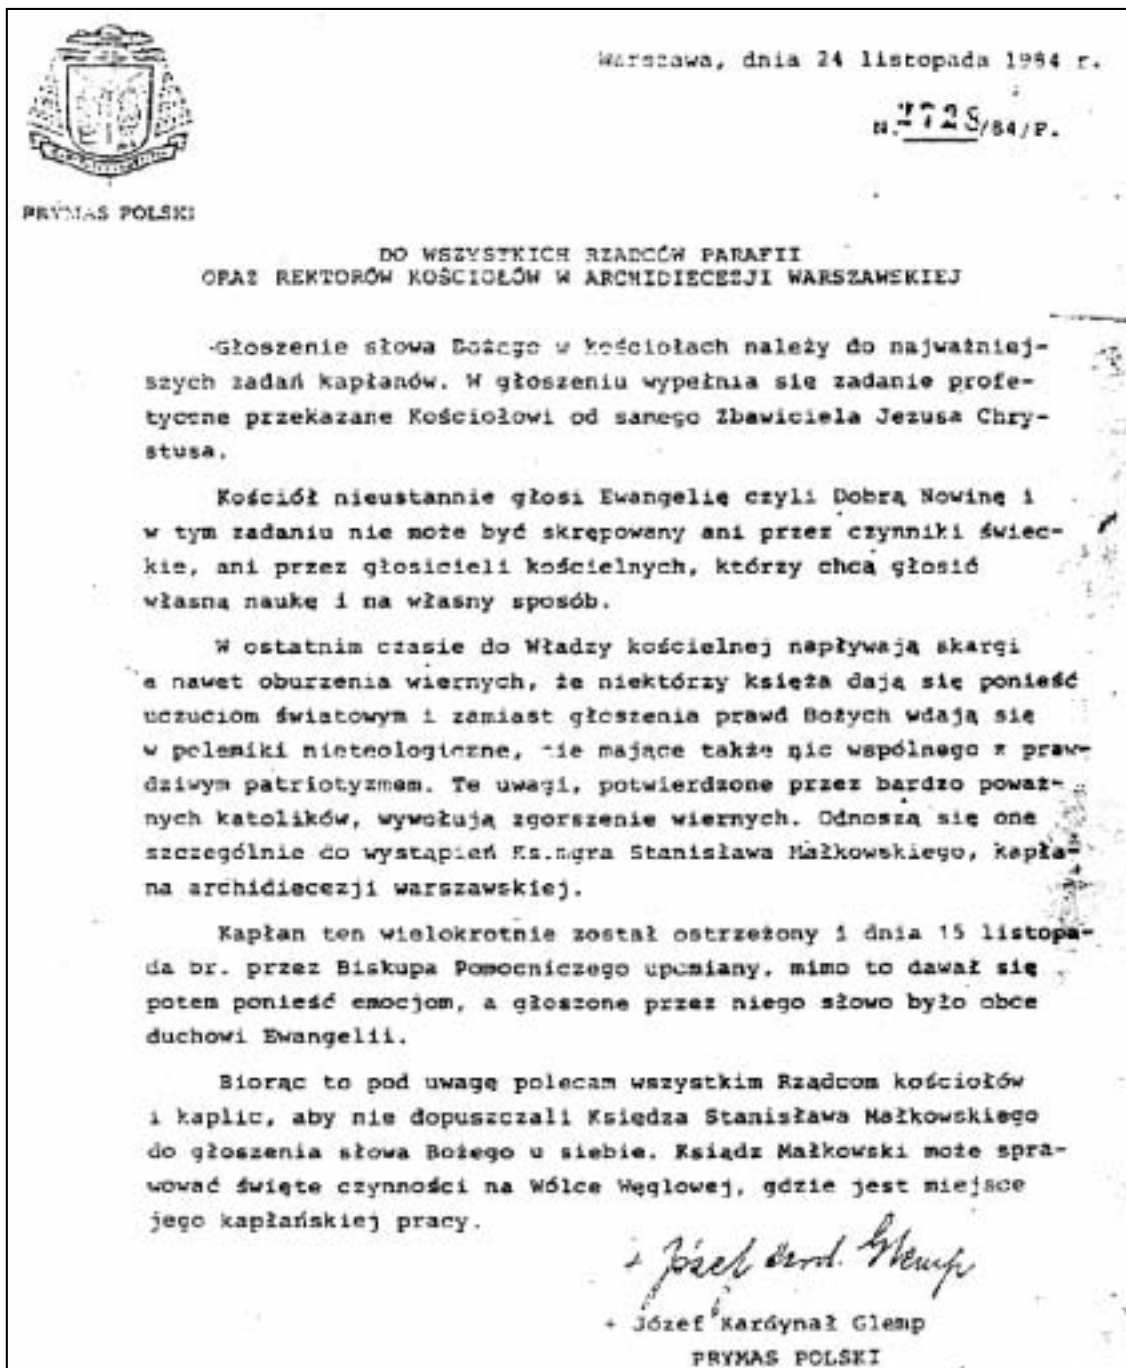 Warszawa, dnia 24 listopada 1984 r.
N. 2728/84/P.
PRYMAS POLSKI
DO WSZYSTKICH RZĄDCÓW PARAFII
ORAZ REKTORÓW KOŚCIOŁÓW W ARCHIDIECEZJI WARSZAWSKIEJ
Głoszenie słowa Bożego w kościołach należy do najważniej-
szych zadań kapłanów. W głoszeniu wypełnia się zadanie profe-
tyczne przekazane Kościołowi od samego Zbawiciela Jezusa Chry-
stusa.
Kościół nieustannie głosi Ewangelię czyli Dobrą Nowinę i
w tym zadaniu nie może być skrępowany ani przez czynniki świec-
kie, ani przez głosicieli kościelnych, którzy chcą głosić
własną naukę i na własny sposób.
W ostatnim czasie do Władzy kościelnej napływają skargi
a nawet oburzenia wiernych, że niektórzy księża dają się ponieść
uczuciom światowym i zamiast głoszenia prawd Bożych wdają się
w polemiki nieteologiczne, nie mające także nic wspólnego z praw-
dziwym patriotyzmem. Te uwagi, potwierdzone przez bardzo poważ-
nych katolików, wywołują zgorszenie wiernych. Odnoszą się one
szczególnie do wystąpień Ks.mgra Stanisława Małkowskiego, kapła-
na archidiecezji warszawskiej.
Kapłan ten wielokrotnie został ostrzeżony i dnia 15 listopa-
da br. przez Biskupa Pomocniczego upomiany, mimo to dawał się
potem ponieść emocjom, a głoszone przez niego słowo było obce
duchowi Ewangelii.
Biorąc to pod uwagę polecam wszystkim Rządcom kościołów
i kaplic, aby nie dopuszczali Księdza Stanisława Małkowskiego
do głoszenia słowa Bożego u siebie. Ksiądz Małkowski może spra-
wować święte czynności na Wólce Węglowej, gdzie jest miejsce
jego kapłańskiej pracy.
+ Józef Kard. Glemp
+ Józef Kardynał Glemp
PRYMAS POLSKI